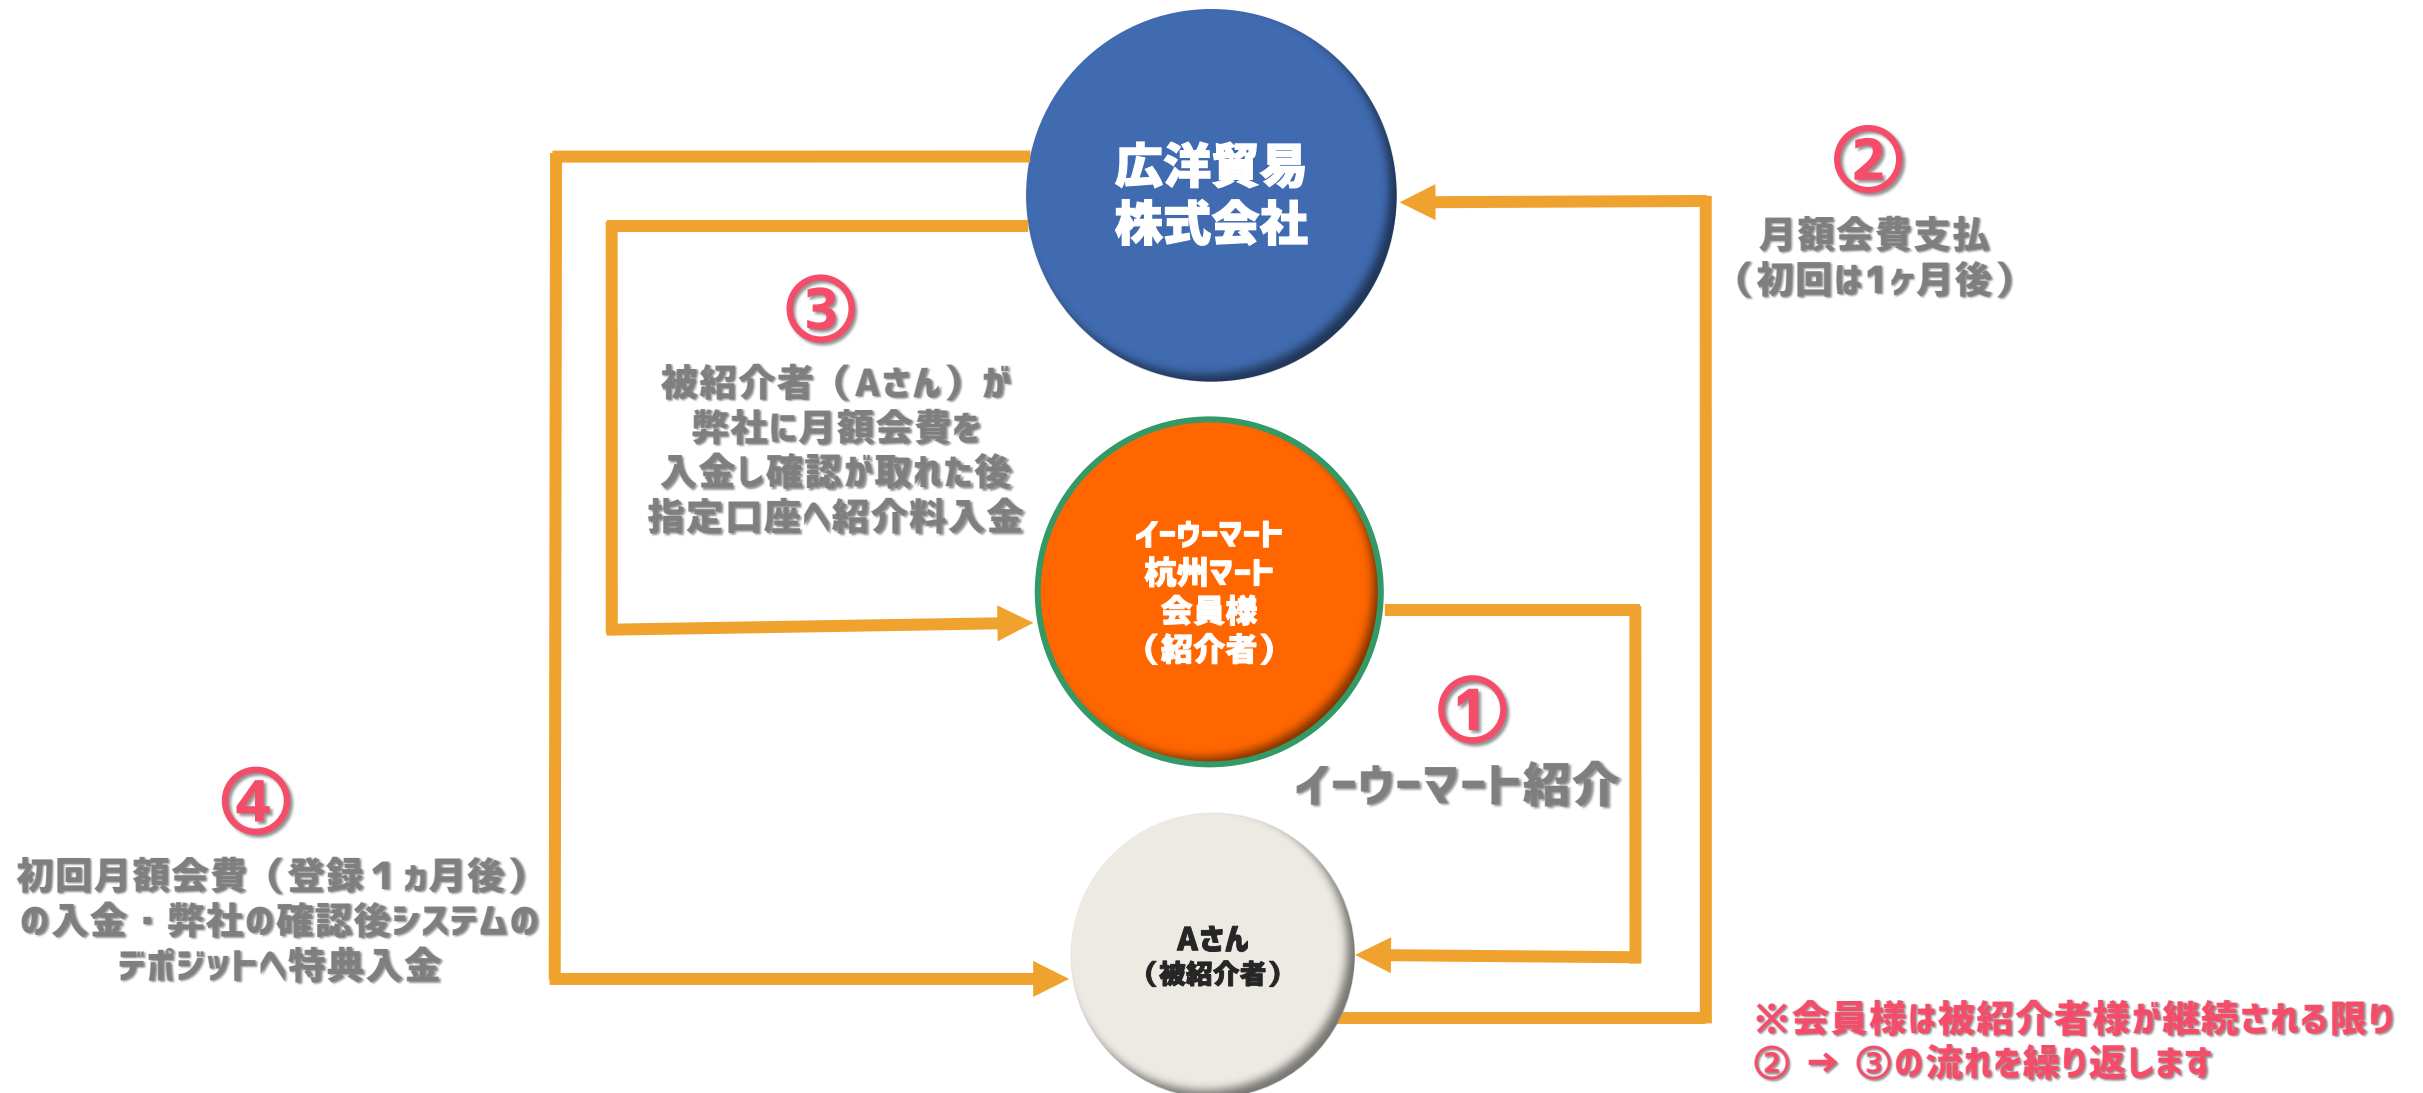 広洋貿易
株式会社
②
月額会費支払
（初回は1ヶ月後）
③
被紹介者（Aさん）が
弊社に月額会費を
入金し確認が取れた後
指定口座へ紹介料入金
イーウーマート
杭州マート
会員様
（紹介者）
①
イーウーマート紹介
④
初回月額会費（登録１ヵ月後）
の入金・弊社の確認後システムの
デポジットへ特典入金
Aさん
（被紹介者）
※会員様は被紹介者様が継続される限り
② → ③の流れを繰り返します